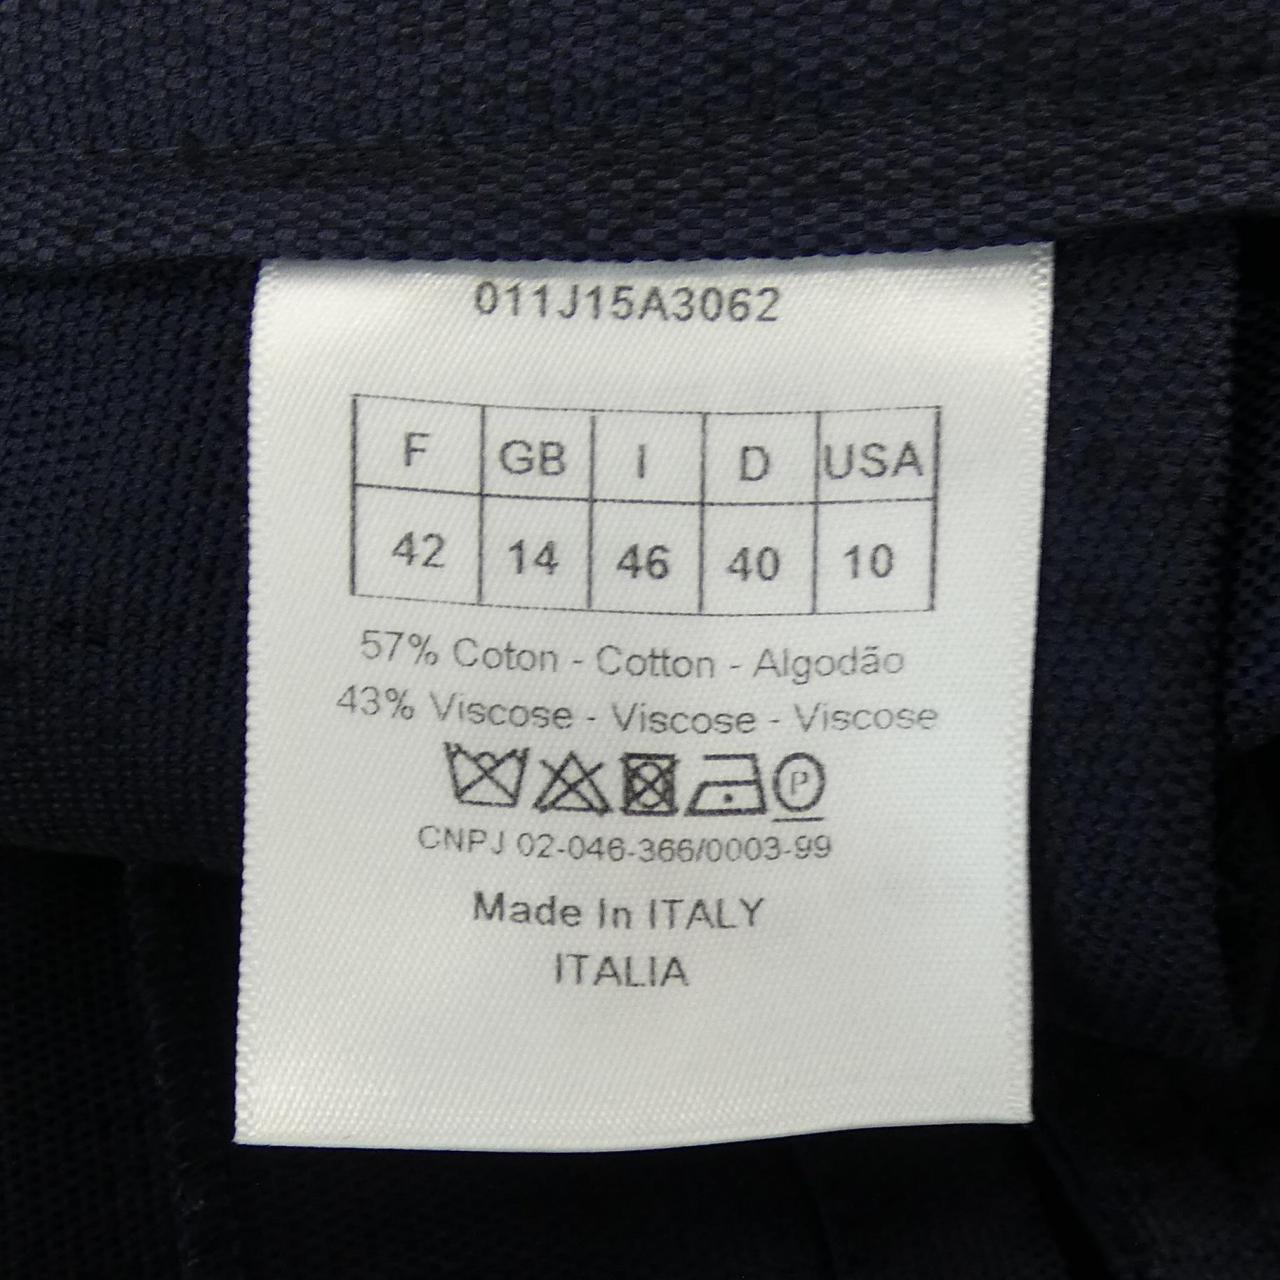 011J15A3062
F GB I D USA
42 14 46 40 10
57% Coton - Cotton - Algodão
43% Viscose - Viscose - Viscose
P
CNPJ 02-046-366/0003-99
Made In ITALY
ITALIA